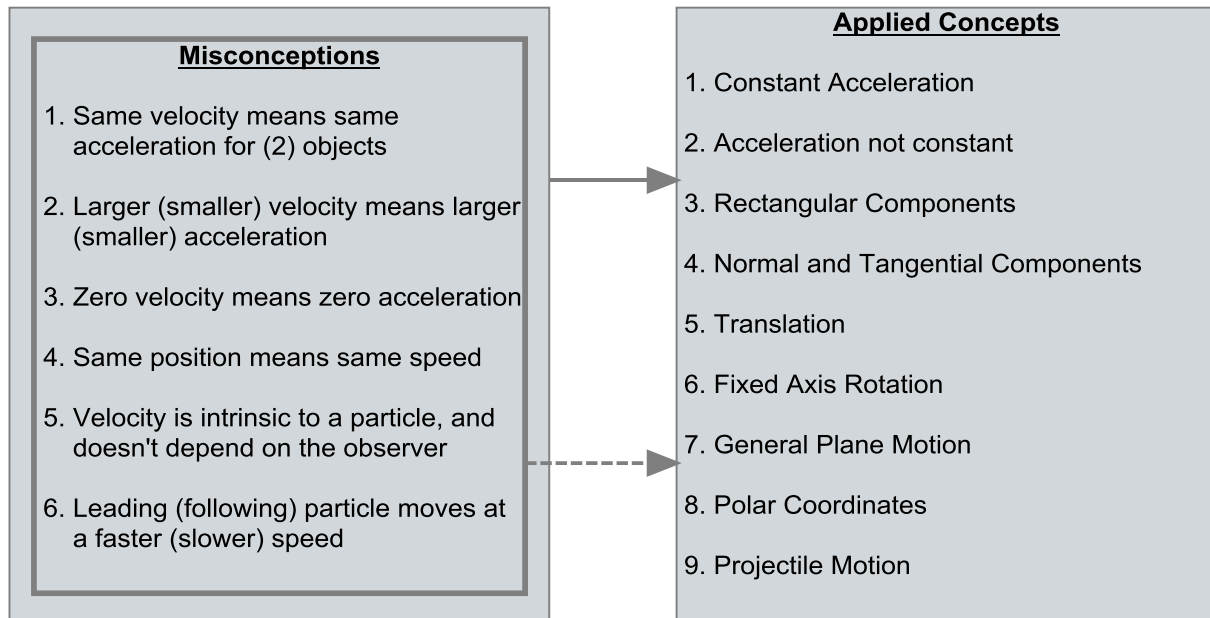 Misconceptions
1. Same velocity means same
acceleration for (2) objects
2. Larger (smaller) velocity means larger
(smaller) acceleration
3. Zero velocity means zero acceleration
4. Same position means same speed
5. Velocity is intrinsic to a particle, and
doesn't depend on the observer
6. Leading (following) particle moves at
a faster (slower) speed
Applied Concepts
1. Constant Acceleration
2. Acceleration not constant
3. Rectangular Components
4. Normal and Tangential Components
5. Translation
6. Fixed Axis Rotation
7. General Plane Motion
8. Polar Coordinates
9. Projectile Motion